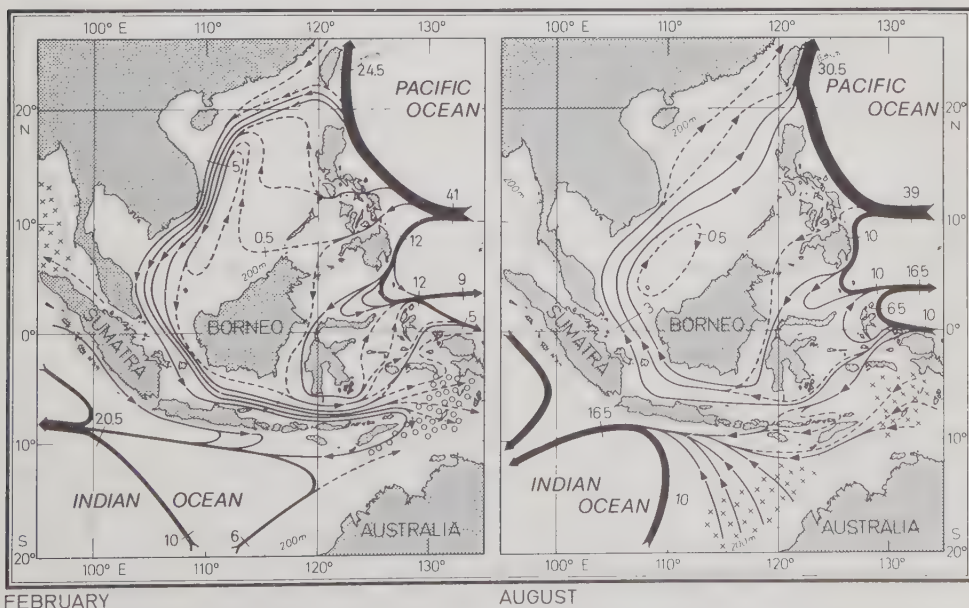 100° E 110° 120° 130°
24.5
PACIFIC
OCEAN
20°
N
5
41
10°
12
0.5
200m
12
9
5
SUMATRA
BORNEO
0°
20.5
10°
INDIAN OCEAN
10
6
200m
AUSTRALIA
S
20°
100° E 110° 120° 130°
FEBRUARY
100° E 110° 120° 130°
30.5
PACIFIC
OCEAN
200m
20°
N
200m
39
10°
10
0.5
10
16.5
6.5
3
10
SUMATRA
BORNEO
0°
16.5
10°
INDIAN
OCEAN
10
200m
AUSTRALIA
S
20°
100° E 110° 120° 130°
AUGUST